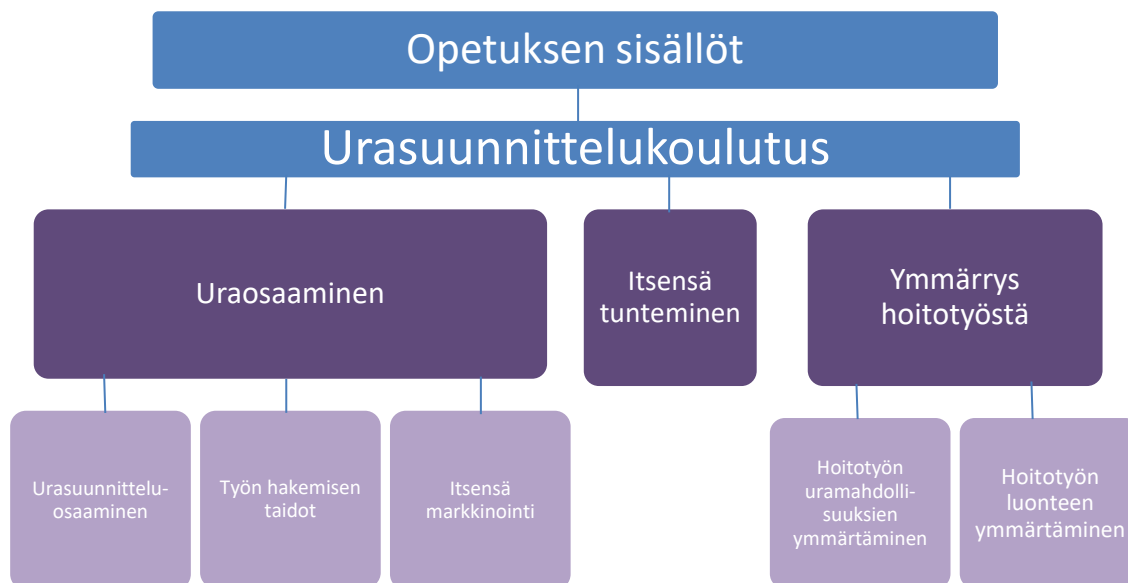 Opetuksen sisällöt
Urasuunnittelukoulutus
Uraosaaminen
Itsensä
tunteminen
Ymmärrys
hoitotyöstä
Urasuunnittelu-
osaaminen
Työn hakemisen
taidot
Itsensä
markkinointi
Hoitotyön
uramahdolli-
suuksien
ymmärtäminen
Hoitotyön
luonteen
ymmärtäminen